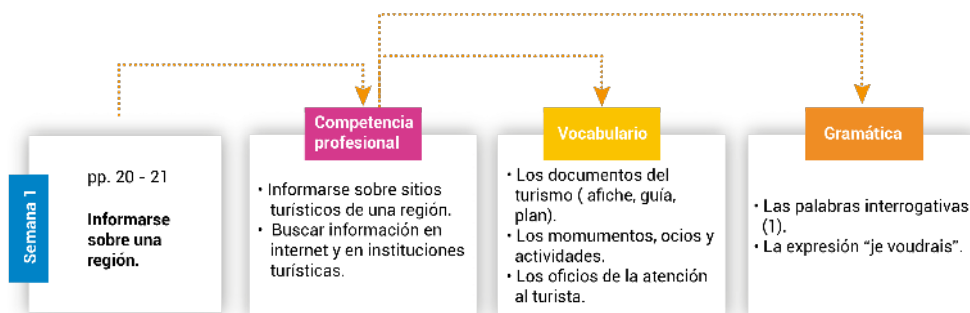 Semana 1
pp. 20 - 21
Informarse
sobre una
región.
Competencia
profesional
• Informarse sobre sitios
turísticos de una región.
• Buscar información en
internet y en instituciones
turísticas.
Vocabulario
• Los documentos del
turismo ( afiche, guía,
plan).
• Los momumentos, ocios y
actividades.
• Los oficios de la atención
al turista.
Gramática
• Las palabras interrogativas
(1).
• La expresión “je voudrais”.